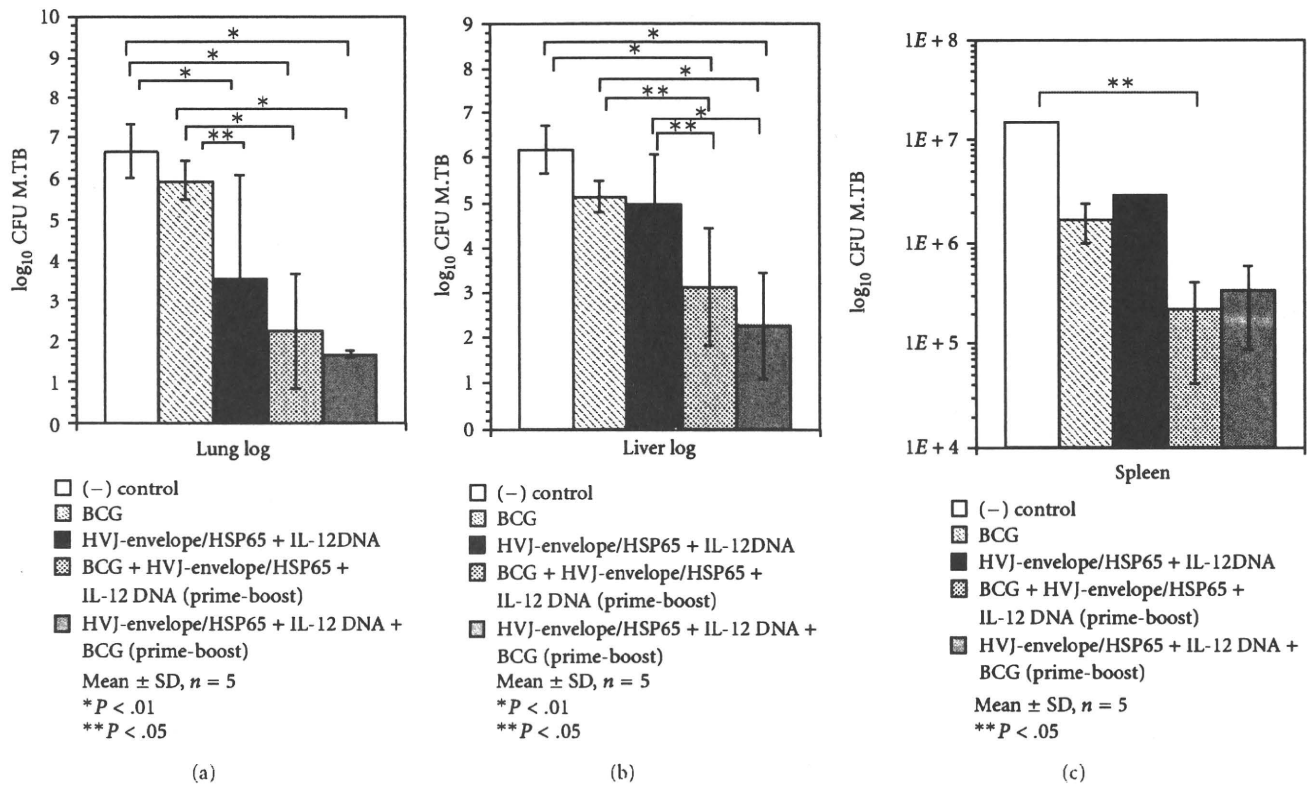 10
9
8
7
6
5
4
3
2
1
0
log10 CFU M.TB
*
*
*
*
*
**
Lung log
(−) control
BCG
HVJ-envelope/HSP65 + IL-12DNA
BCG + HVJ-envelope/HSP65 +
IL-12 DNA (prime-boost)
HVJ-envelope/HSP65 + IL-12 DNA +
BCG (prime-boost)
Mean ± SD, n = 5
*P < .01
**P < .05
(a)
9
8
7
6
5
4
3
2
1
0
log10 CFU M.TB
*
*
*
**
*
**
Liver log
(−) control
BCG
HVJ-envelope/HSP65 + IL-12DNA
BCG + HVJ-envelope/HSP65 +
IL-12 DNA (prime-boost)
HVJ-envelope/HSP65 + IL-12 DNA +
BCG (prime-boost)
Mean ± SD, n = 5
*P < .01
**P < .05
(b)
1E + 8
1E + 7
1E + 6
1E + 5
1E + 4
log10 CFU M.TB
**
Spleen
(−) control
BCG
HVJ-envelope/HSP65 + IL-12DNA
BCG + HVJ-envelope/HSP65 +
IL-12 DNA (prime-boost)
HVJ-envelope/HSP65 + IL-12 DNA +
BCG (prime-boost)
Mean ± SD, n = 5
**P < .05
(c)